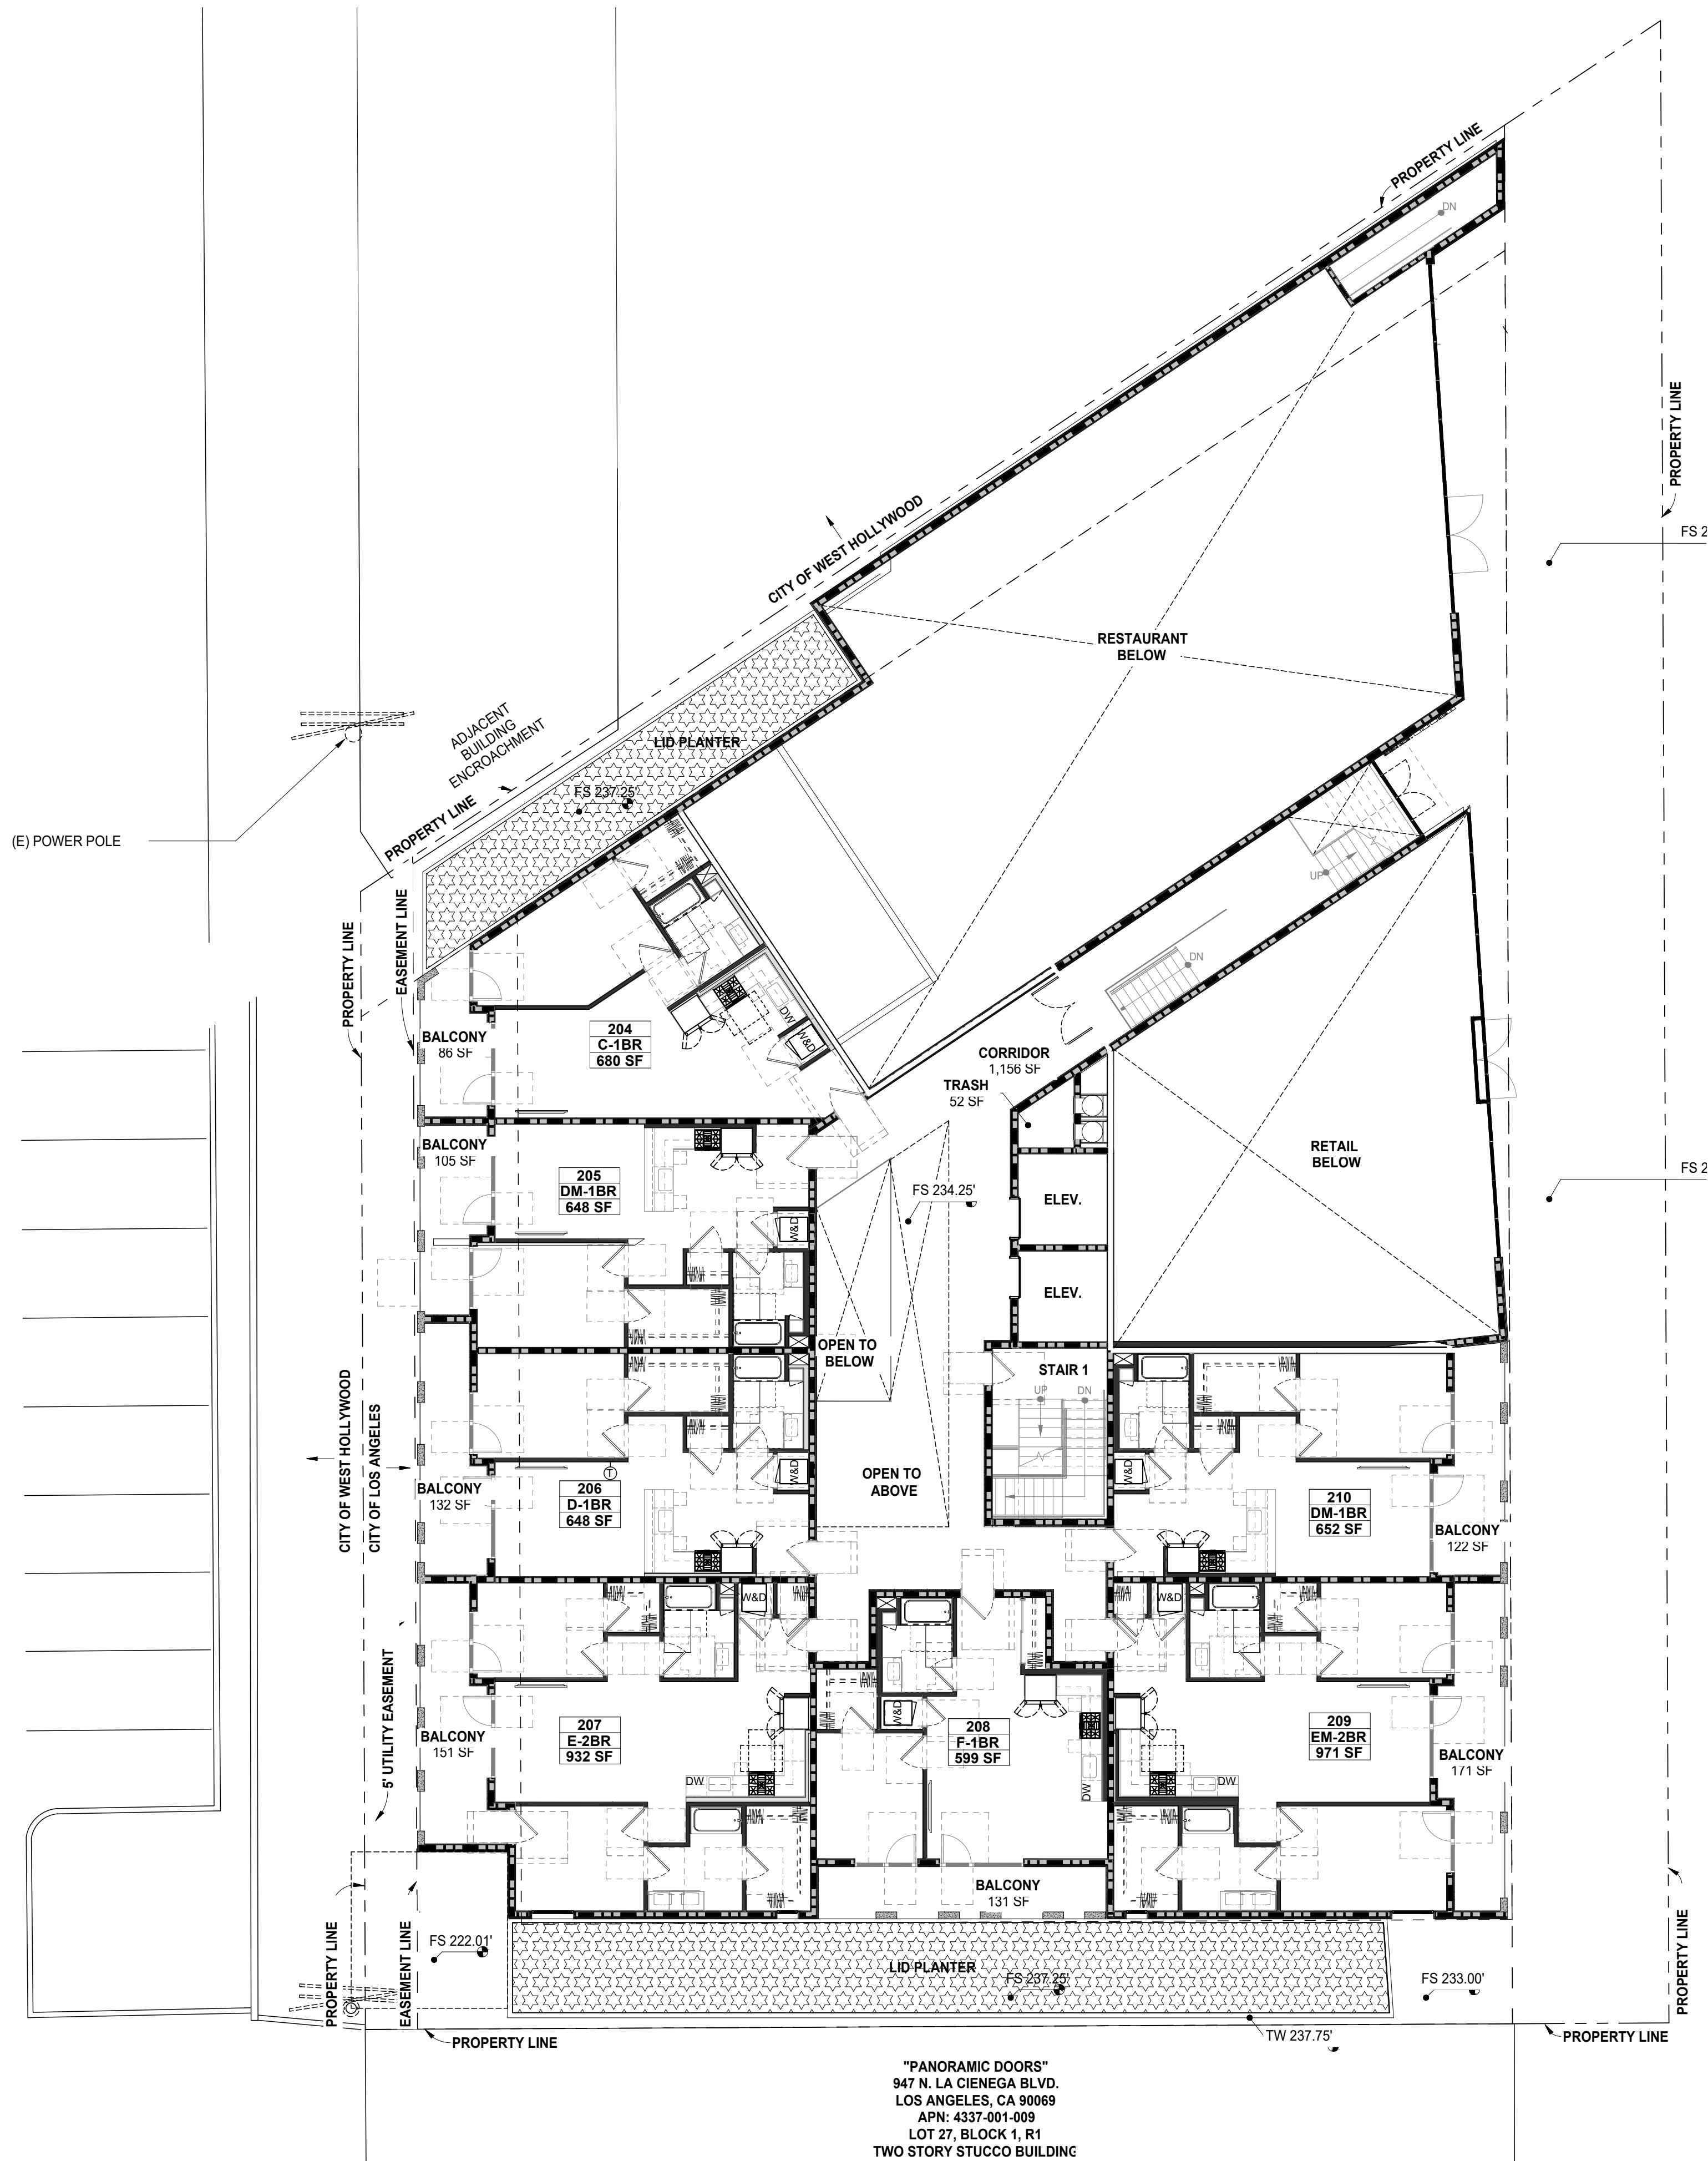 PROPERTY LINE
DN
PROPERTY LINE
CITY OF WEST HOLLYWOOD
FS 2
RESTAURANT
BELOW
ADJACENT
BUILDING
ENCROACHMENT
LID PLANTER
FS 237.25'
(E) POWER POLE
PROPERTY LINE
UP
PROPERTY LINE
EASEMENT LINE
DN
DW
W&D
204
C-1BR
680 SF
BALCONY
86 SF
CORRIDOR
1,156 SF
TRASH
52 SF
BALCONY
105 SF
RETAIL
BELOW
FS 2
205
DM-1BR
648 SF
FS 234.25'
ELEV.
W&D
ELEV.
OPEN TO
BELOW
STAIR 1
UP
DN
CITY OF WEST HOLLYWOOD
CITY OF LOS ANGELES
OPEN TO
ABOVE
W&D
W&D
T
BALCONY
132 SF
206
D-1BR
648 SF
210
DM-1BR
652 SF
BALCONY
122 SF
W&D
W&D
5' UTILITY EASEMENT
W&D
207
E-2BR
932 SF
208
F-1BR
599 SF
209
EM-2BR
971 SF
BALCONY
151 SF
BALCONY
171 SF
DW
DW
DW
BALCONY
131 SF
PROPERTY LINE
EASEMENT LINE
FS 222.01'
LID PLANTER
FS 237.25'
FS 233.00'
PROPERTY LINE
PROPERTY LINE
TW 237.75'
PROPERTY LINE
"PANORAMIC DOORS"
947 N. LA CIENEGA BLVD.
LOS ANGELES, CA 90069
APN: 4337-001-009
LOT 27, BLOCK 1, R1
TWO STORY STUCCO BUILDING